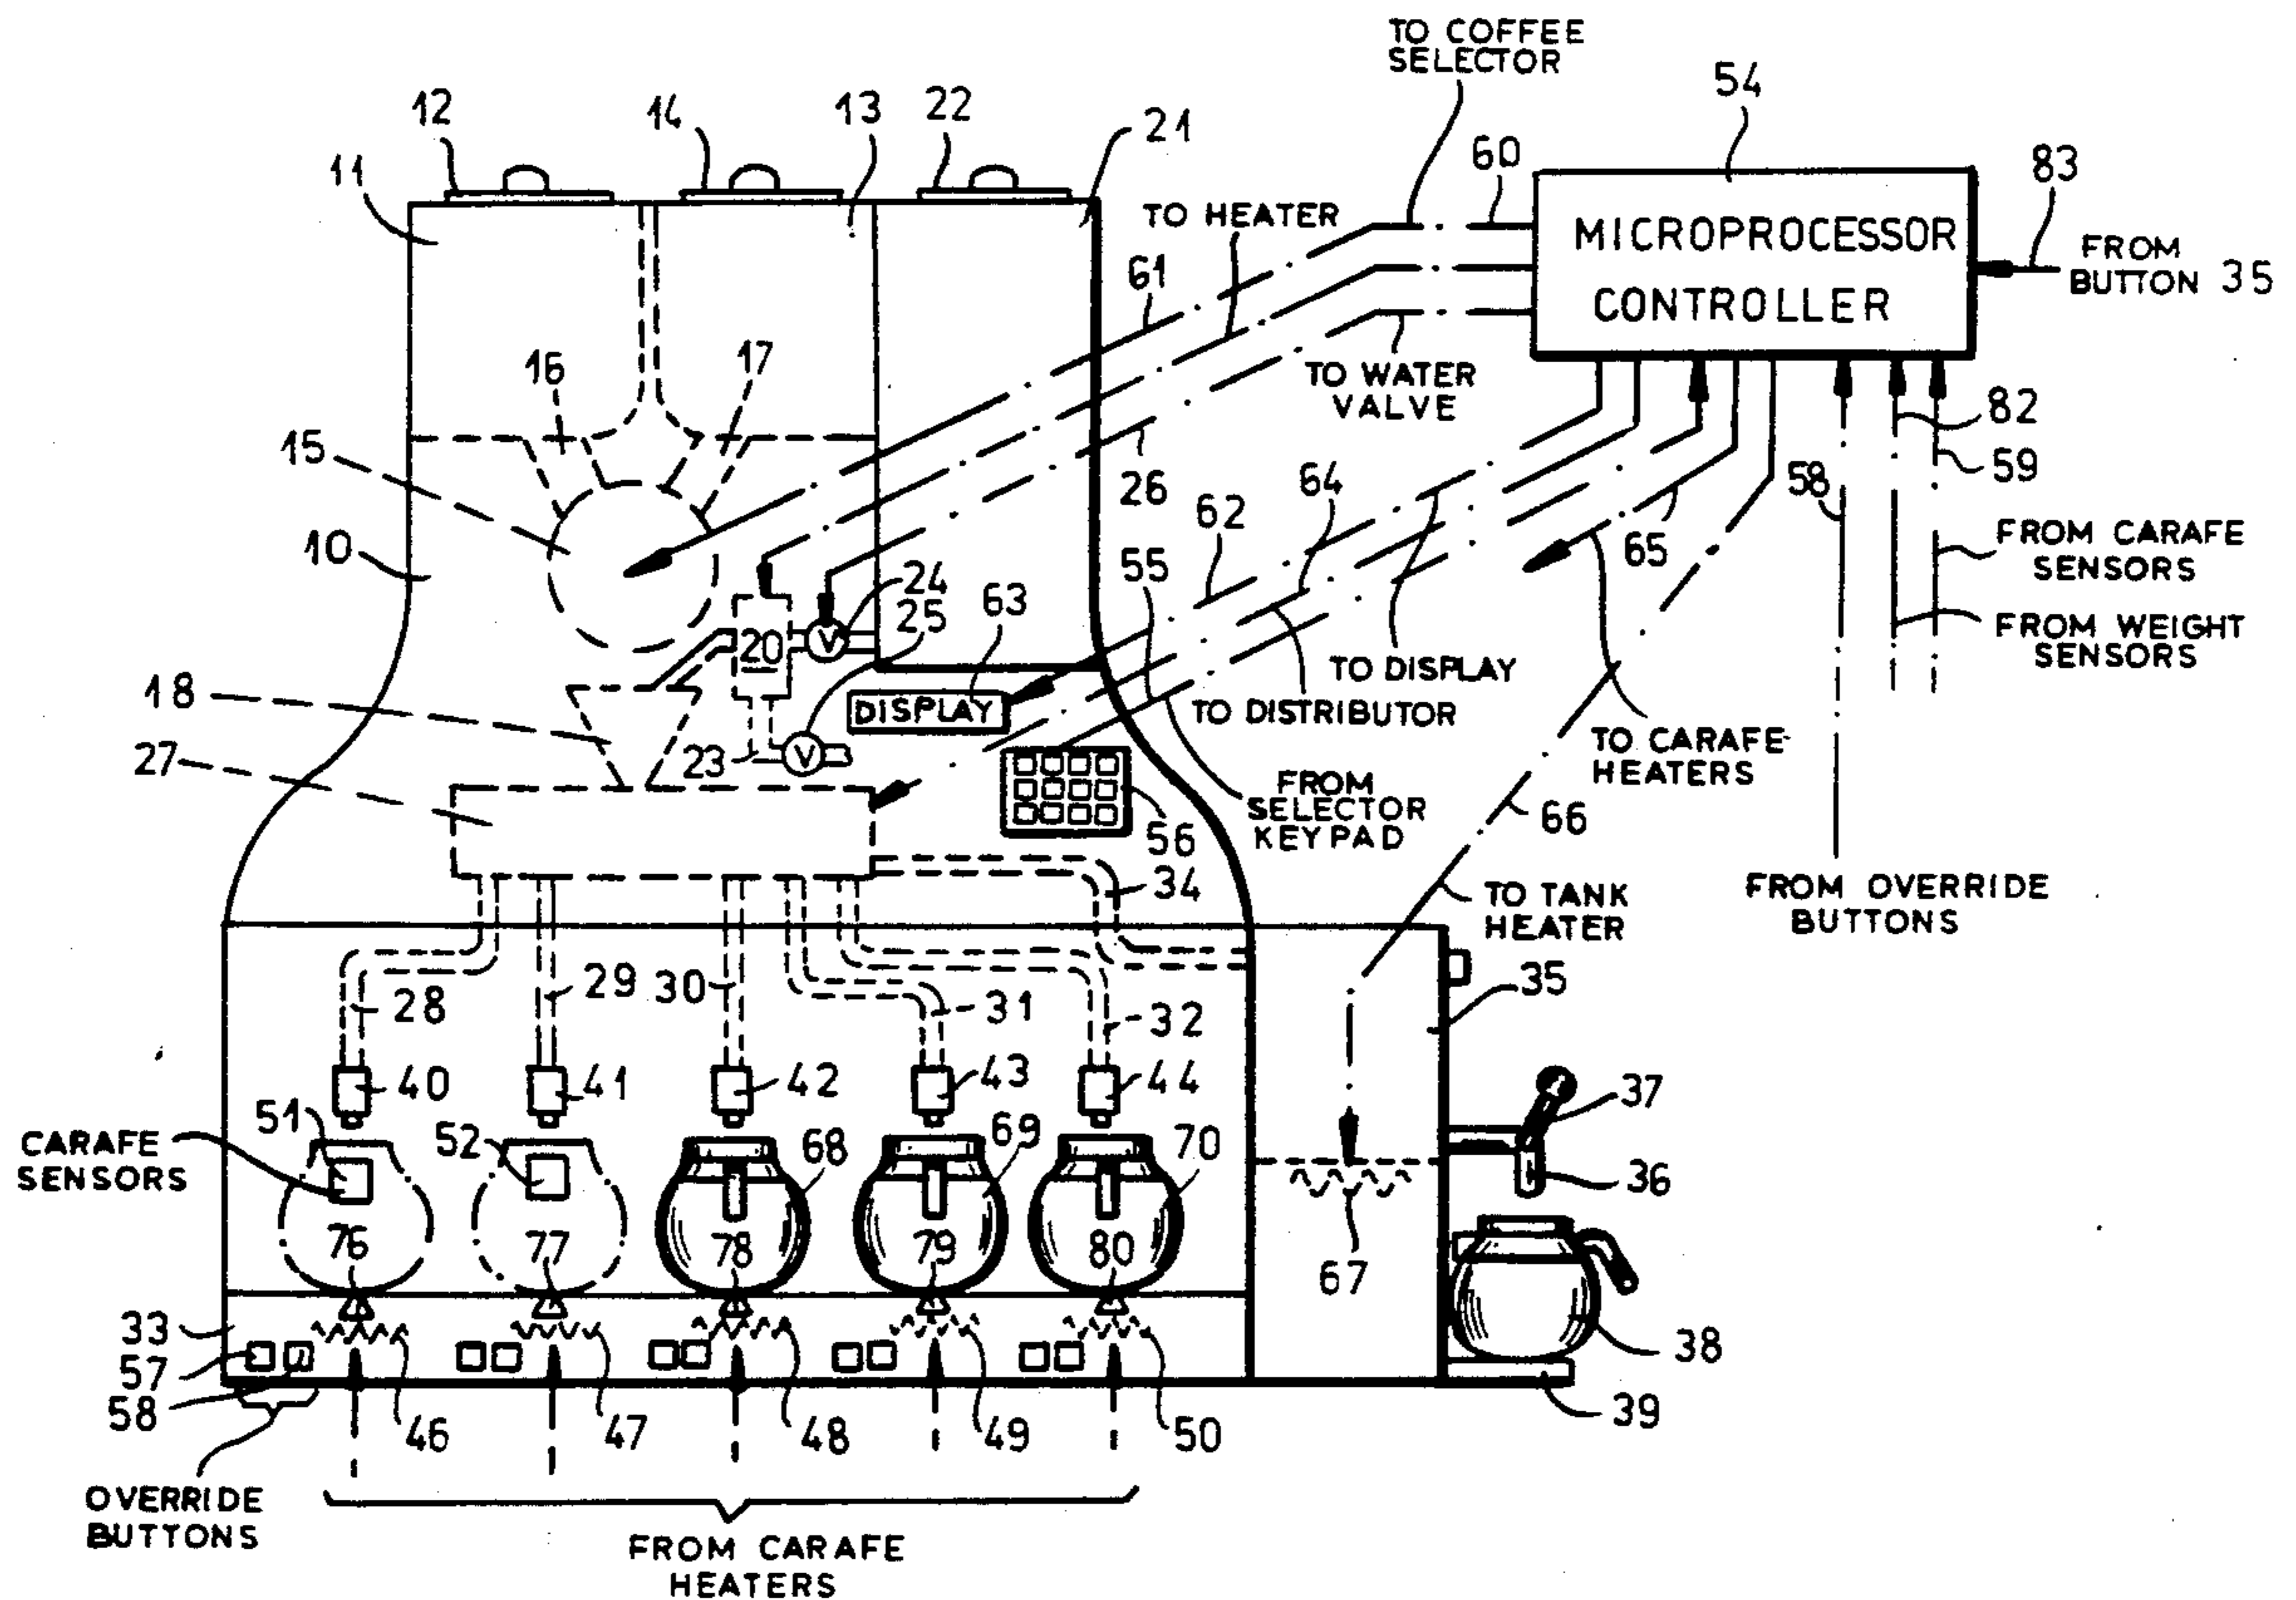 TO COFFEE
SELECTOR
54
12
14
13
22
21
11
60
83
TO HEATER
MICROPROCESSOR
CONTROLLER
FROM
BUTTON 35
61
16
17
TO WATER
VALVE
82
15
26
64
58
59
10
62
65
FROM CARAFE
SENSORS
24
55
25
63
20
V
FROM WEIGHT
SENSORS
18
DISPLAY
TO DISPLAY
TO DISTRIBUTOR
27
23
V
TO CARAFE
HEATERS
FROM
SELECTOR
KEYPAD
56
66
34
TO TANK
HEATER
FROM OVERRIDE
BUTTONS
28
29
30
31
32
35
40
41
42
43
44
37
51
52
68
69
70
CARAFE
SENSORS
36
76
77
78
79
80
67
33
57
58
38
46
47
48
49
50
39
OVERRIDE
BUTTONS
FROM CARAFE
HEATERS